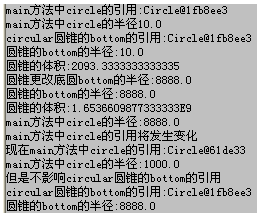 main方法中circle的引用:Circle@1fb8ee3
main方法中circle的半径10.0
circular圆锥的bottom的引用:Circle@1fb8ee3
圆锥的bottom的半径:10.0
圆锥的体积:2093.3333333333335
圆锥更改底圆bottom的半径:8888.0
圆锥的bottom的半径:8888.0
圆锥的体积:1.6536609877333333E9
main方法中circle的半径:8888.0
main方法中circle的引用将发生变化
现在main方法中circle的引用:Circle@61de33
main方法中circle的半径:1000.0
但是不影响circular圆锥的bottom的引用
circular圆锥的bottom的引用:Circle@1fb8ee3
圆锥的bottom的半径:8888.0